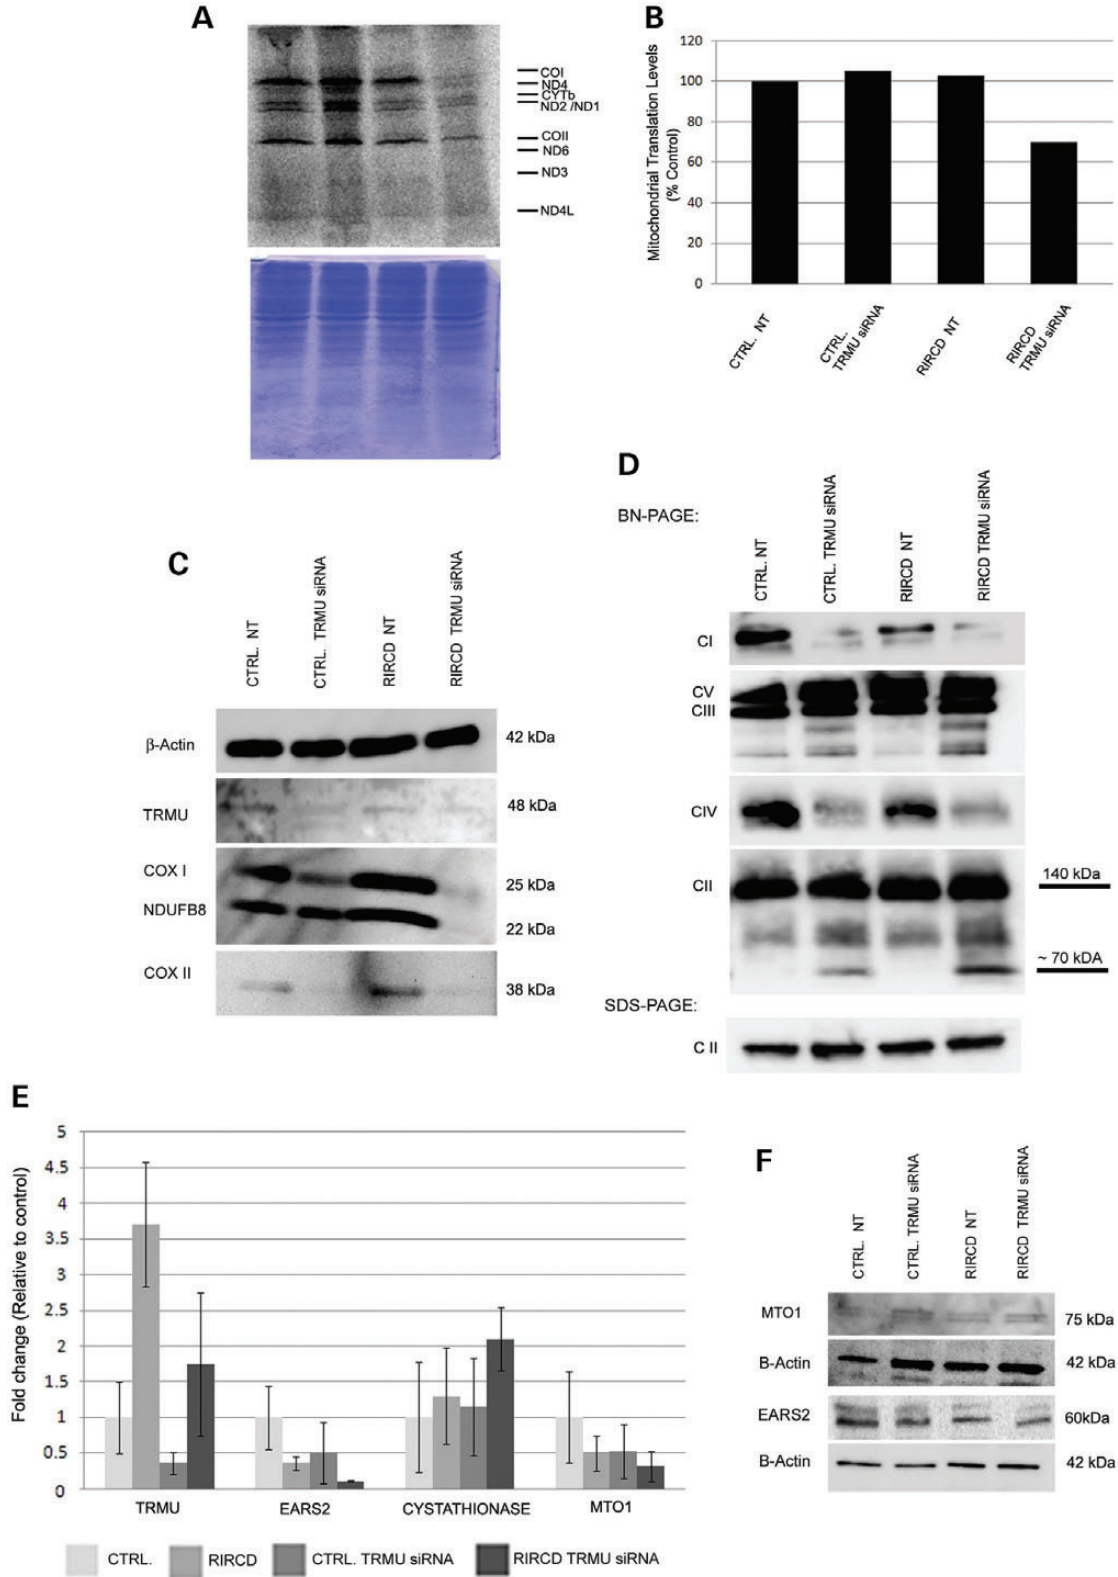 A
COI
ND4
CYTb
ND2 /ND1
COII
ND6
ND3
ND4L
B
Mitochondrial Translation Levels
(% Control)
120
100
80
60
40
20
0
CTRL. NT
CTRL.
TRMU siRNA
RIRCD NT
RIRCD
TRMU siRNA
C
CTRL. NT
CTRL. TRMU siRNA
RIRCD NT
RIRCD TRMU siRNA
β-Actin
42 kDa
TRMU
48 kDa
COX I
25 kDa
NDUFB8
22 kDa
COX II
38 kDa
D
BN-PAGE:
CTRL. NT
CTRL. TRMU siRNA
RIRCD NT
RIRCD TRMU siRNA
CI
CV
CIII
CIV
CII
140 kDa
~ 70 kDA
SDS-PAGE:
C II
E
Fold change (Relative to control)
5
4.5
4
3.5
3
2.5
2
1.5
1
0.5
0
TRMU
EARS2
CYSTATHIONASE
MTO1
CTRL.
RIRCD
CTRL. TRMU siRNA
RIRCD TRMU siRNA
F
CTRL. NT
CTRL. TRMU siRNA
RIRCD NT
RIRCD TRMU siRNA
MTO1
75 kDa
B-Actin
42 kDa
EARS2
60kDa
B-Actin
42 kDa